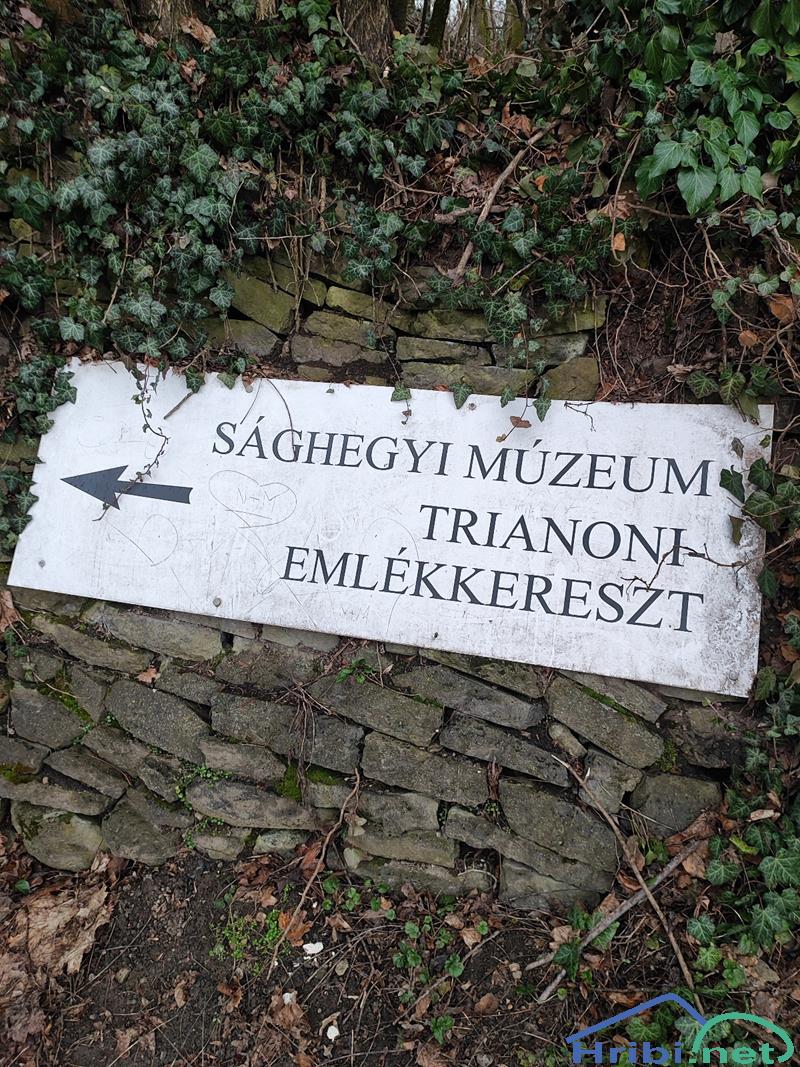 SÁGHEGYI MÚZEUM
TRIANONI-
EMLÉKKERESZT
N+M
Hribi.net